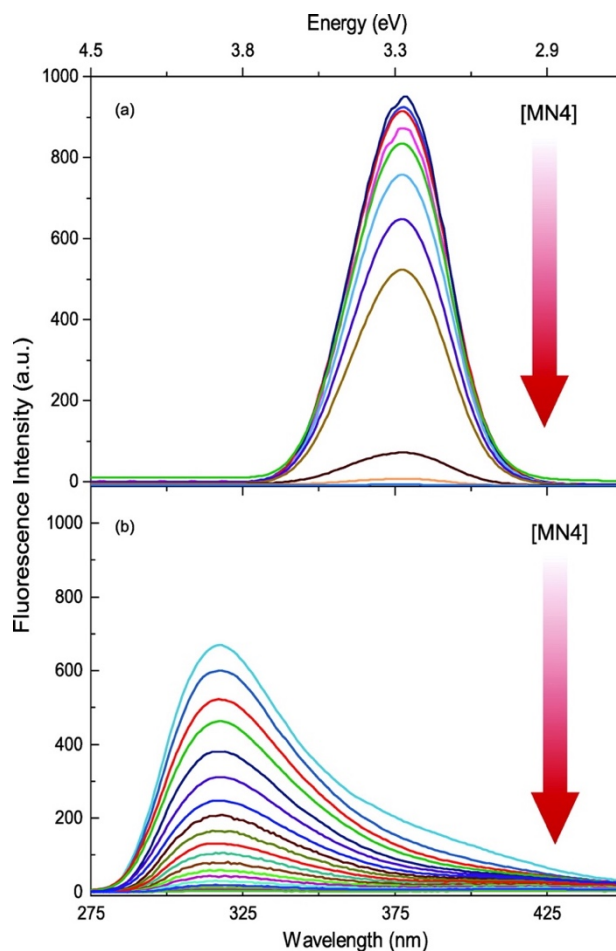 Energy (eV)
4.5 3.8 3.3 2.9
1000
(a)
[MN4]
800
600
400
200
0
Fluorescence Intensity (a.u.)
1000
(b)
[MN4]
800
600
400
200
0
275 325 375 425
Wavelength (nm)